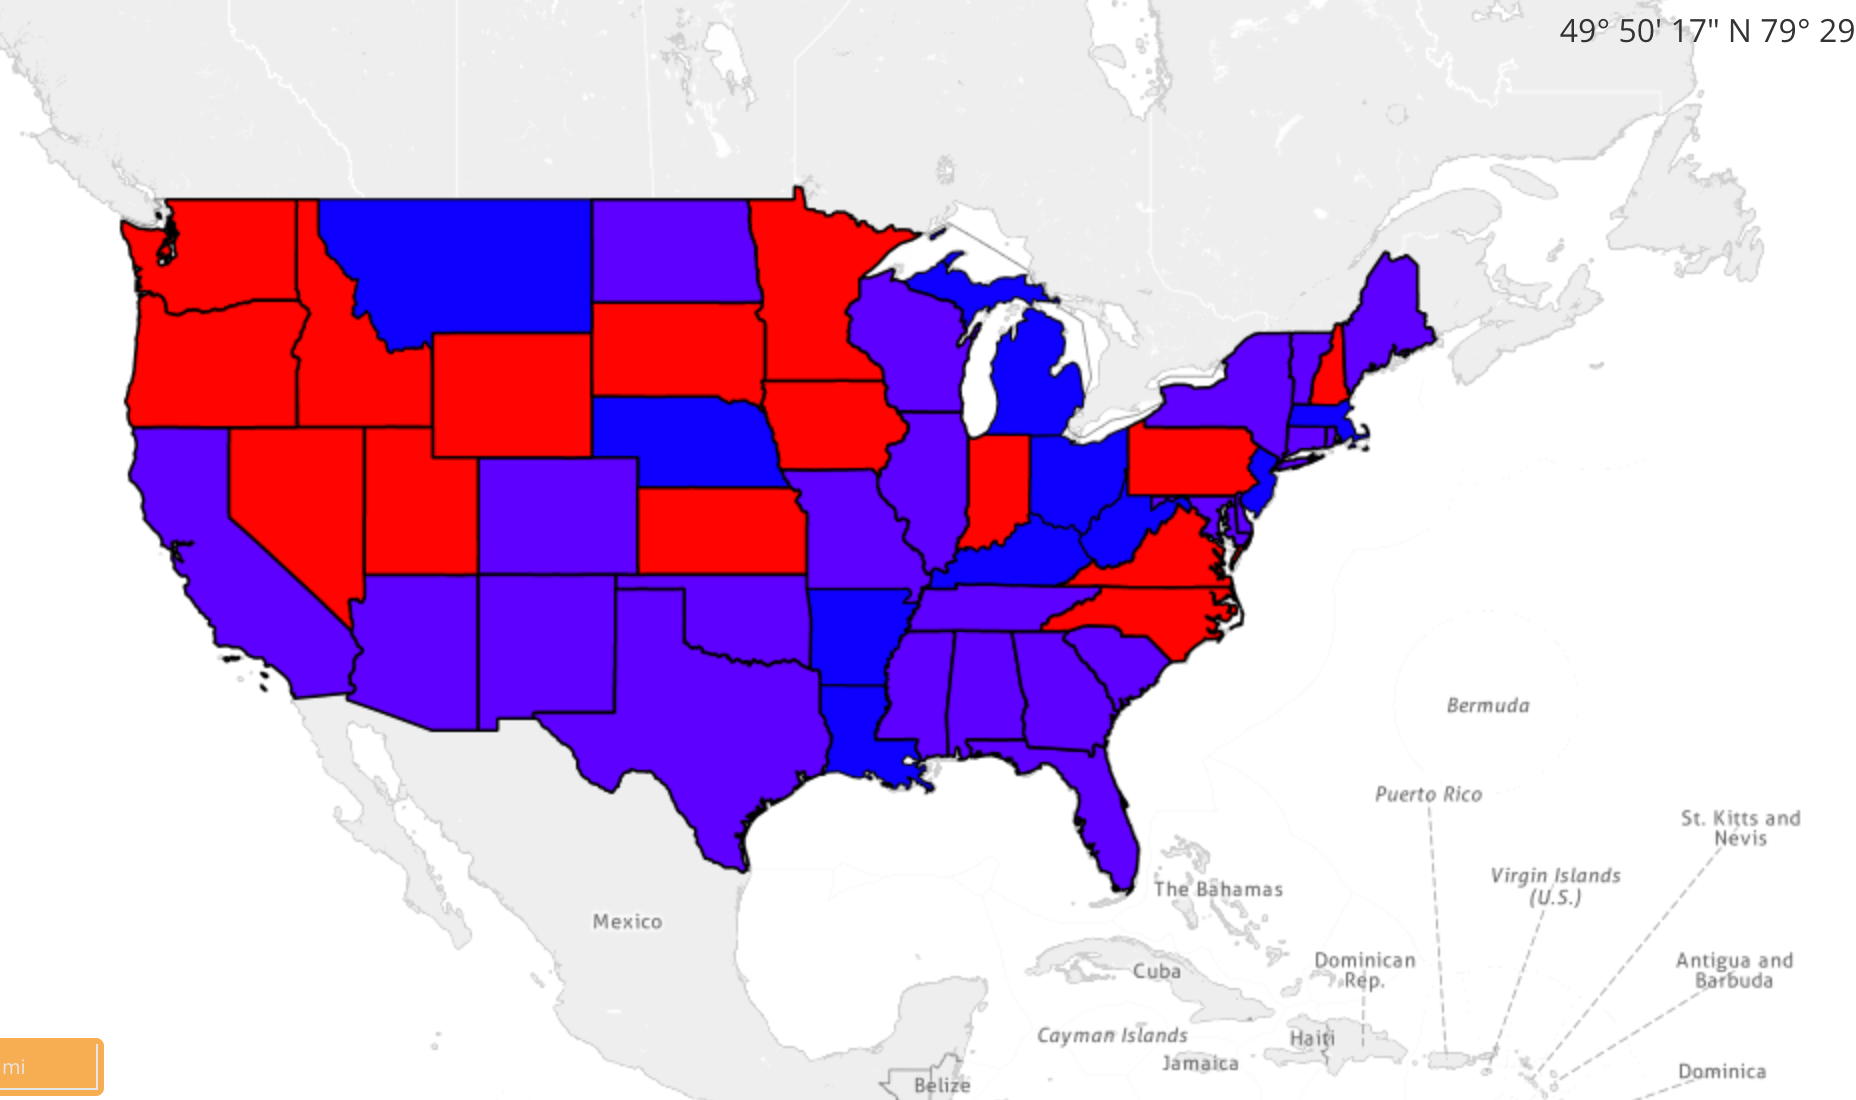 49° 50' 17" N 79° 29
Bermuda
Puerto Rico
St. Kitts and
Nevis
Virgin Islands
(U.S.)
The Bahamas
Mexico
Dominican
Rep.
Antigua and
Barbuda
Cuba
Cayman Islands
Haiti
Jamaica
mi
Belize
Dominica